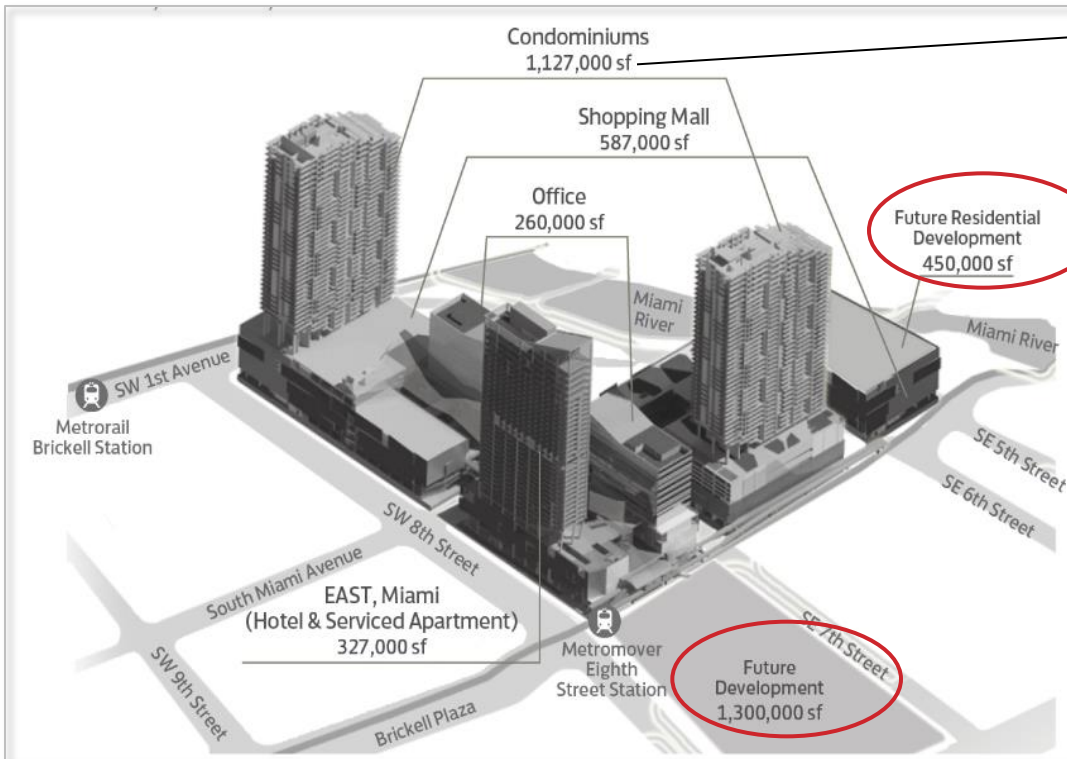 Condominiums
1,127,000 sf
Shopping Mall
587,000 sf
Office
260,000 sf
Future Residential
Development
450,000 sf
Miami
River
Miami River
SW 1st Avenue
Metrorail
Brickell Station
SE 5th Street
SE 6th Street
SW 8th Street
South Miami Avenue
EAST, Miami
(Hotel & Serviced Apartment)
327,000 sf
Metromover
Eighth
Street Station
SE 7th Street
Future
Development
1,300,000 sf
SW 9th Street
Brickell Plaza